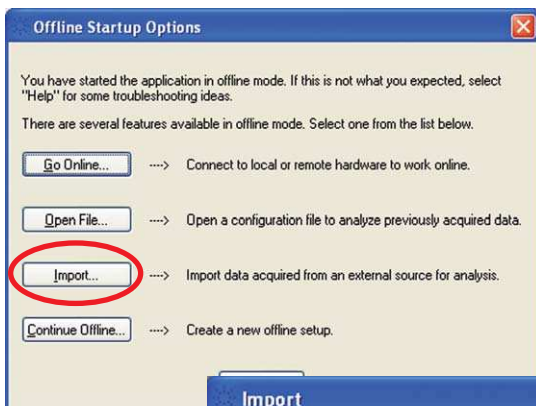 Offline Startup Options
You have started the application in offline mode. If this is not what you expected, select
"Help" for some troubleshooting ideas.
There are several features available in offline mode. Select one from the list below.
Go Online... ----> Connect to local or remote hardware to work online.
Open File... ----> Open a configuration file to analyze previously acquired data.
Import... ----> Import data acquired from an external source for analysis.
Continue Offline... ----> Create a new offline setup.
Import